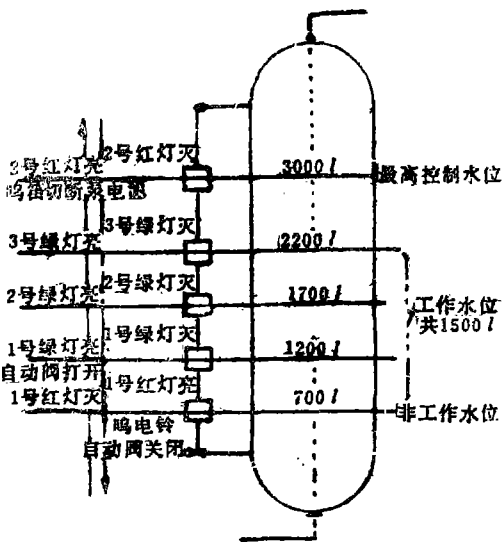 2号红灯灭
2号红灯亮
3000 l
最高控制水位
鸣笛切断泵电源
3号绿灯灭
3号绿灯亮
2200 l
2号绿灯灭
2号绿灯亮
1700 l
工作水位
共1500 l
1号绿灯灭
1号绿灯亮
1200 l
自动阀打开
1号红灯亮
1号红灯灭
700 l
非工作水位
鸣电铃
自动阀关闭